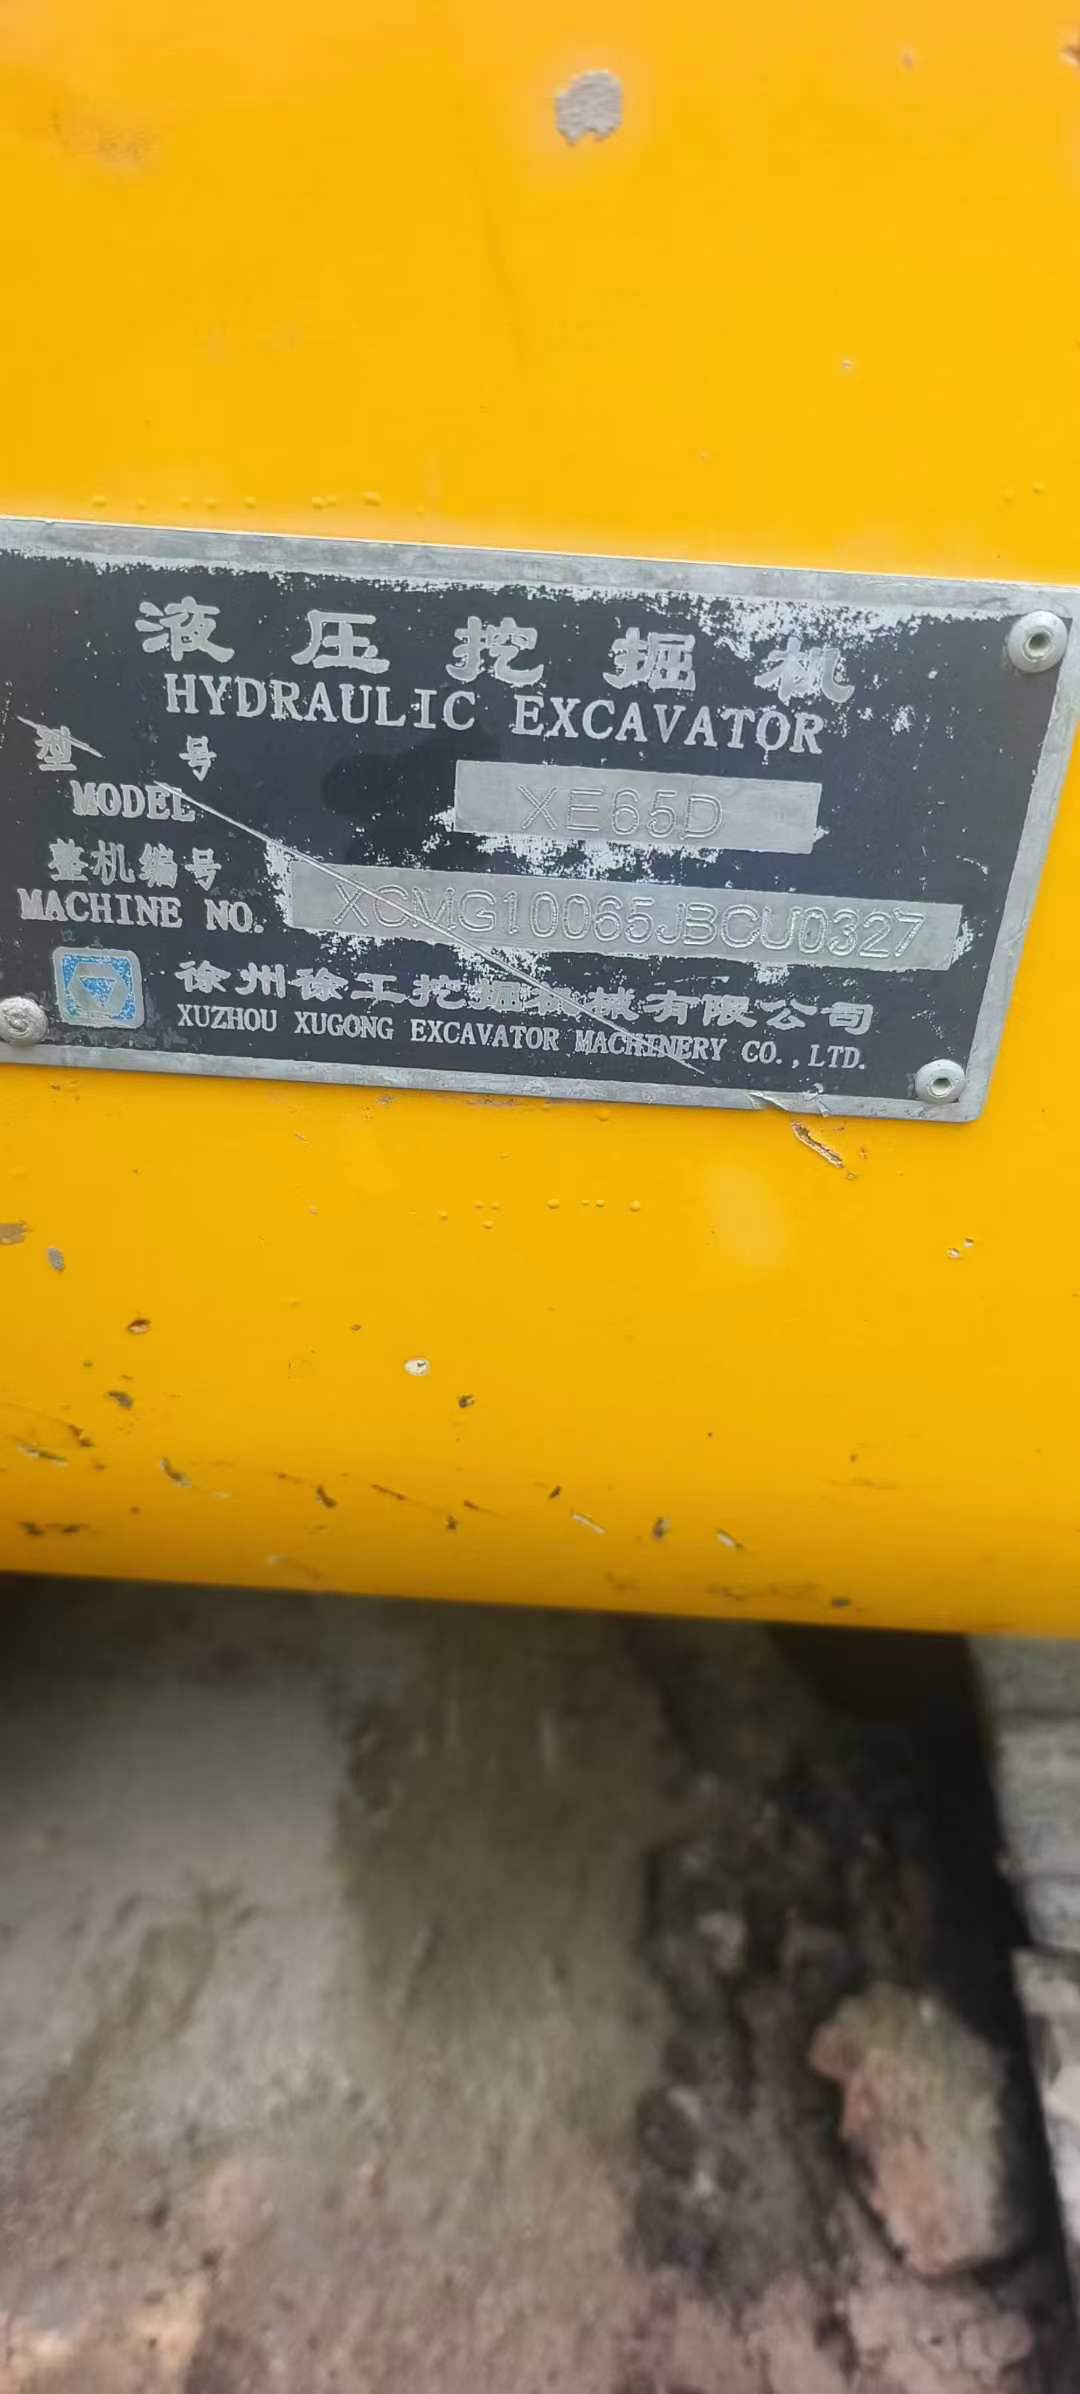 液压挖掘机
HYDRAULIC EXCAVATOR
型 号
MODEL XE65D
整机编号
MACHINE NO. XCMG10065JBCU0327
徐州徐工挖掘机械有限公司
XUZHOU XUGONG EXCAVATOR MACHINERY CO.,LTD.